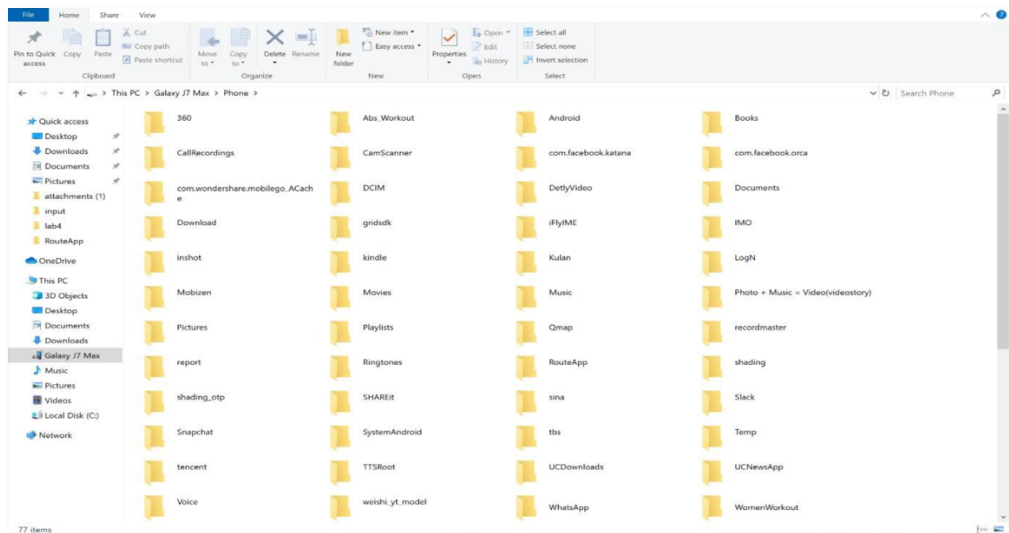 File Home Share View
Pin to Quick access
Copy
Paste
Cut
Copy path
Paste shortcut
Clipboard
Move to
Copy to
Delete
Rename
Organize
New folder
New item
Easy access
New
Properties
Open
Edit
History
Open
Select all
Select none
Invert selection
Select
This PC > Galaxy J7 Max > Phone >
Search Phone
Quick access
Desktop
Downloads
Documents
Pictures
attachments (1)
input
lab4
RouteApp
OneDrive
This PC
3D Objects
Desktop
Documents
Downloads
Galaxy J7 Max
Music
Pictures
Videos
Local Disk (C:)
Network
360 Abs_Workout Android Books
CallRecordings CamScanner com.facebook.katana com.facebook.orca
com.wondershare.mobilego_ACach
e
DCIM DetlyVideo Documents
Download gridsdk iFlyIME IMO
inshot kindle Kulan LogN
Mobizen Movies Music Photo + Music = Video(videostory)
Pictures Playlists Qmap recordmaster
report Ringtones RouteApp shading
shading_otp SHAREit sina Slack
Snapchat SystemAndroid tbs Temp
tencent TTSRoot UCDownloads UCNewsApp
Voice weishi_yt_model WhatsApp WomenWorkout
77 items